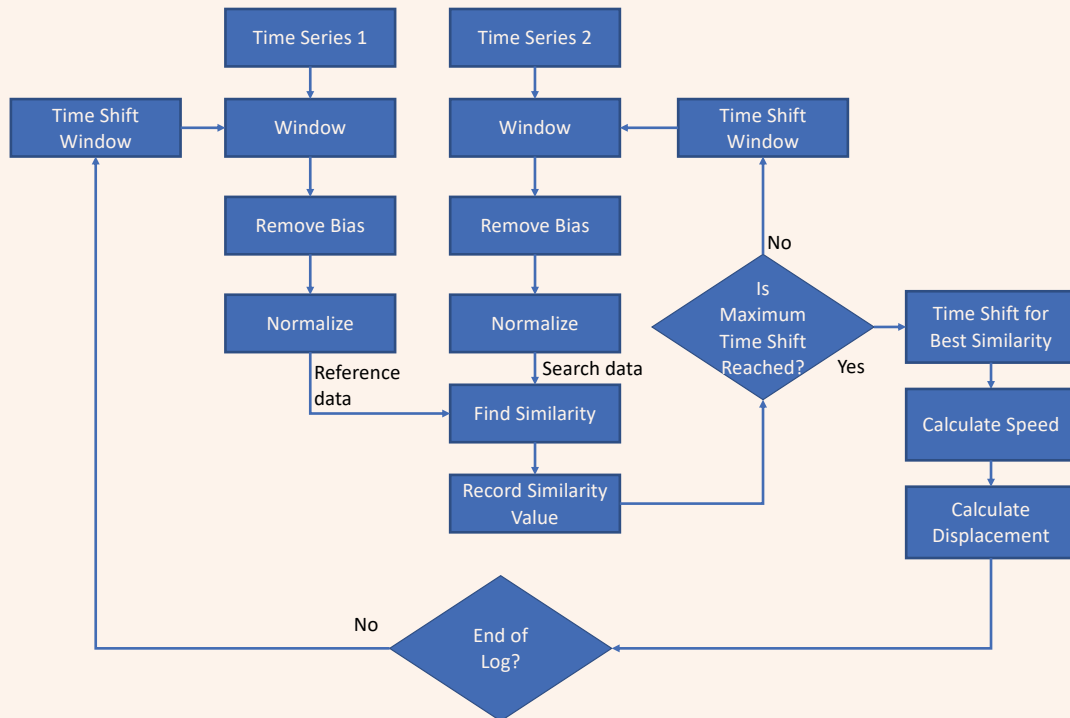 Time Series 1
Time Series 2
Time Shift
Window
Window
Window
Time Shift
Window
Remove Bias
Remove Bias
No
Normalize
Normalize
Is
Maximum
Time Shift
Reached?
Yes
Time Shift for
Best Similarity
Reference
data
Search data
Find Similarity
Calculate Speed
Record Similarity
Value
Calculate
Displacement
No
End of
Log?